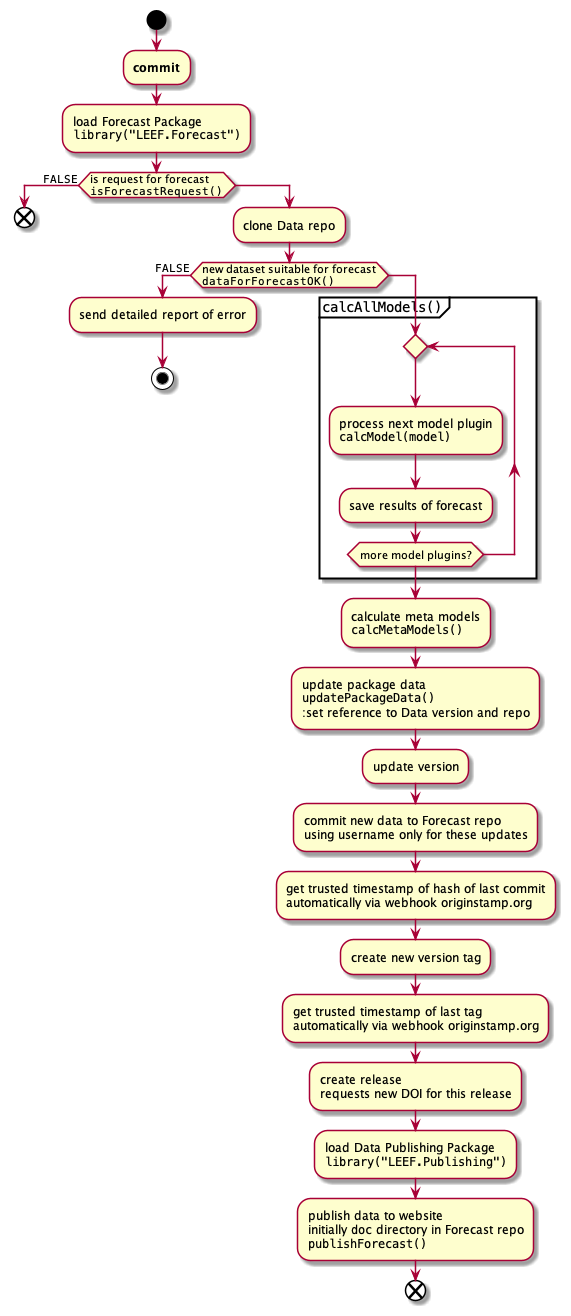 commit
load Forecast Package
library("LEEF.Forecast")
FALSE
is request for forecast
isForecastRequest()
clone Data repo
FALSE
new dataset suitable for forecast
dataForForecastOK()
send detailed report of error
calcAllModels()
process next model plugin
calcModel(model)
save results of forecast
more model plugins?
calculate meta models
calcMetaModels()
update package data
updatePackageData()
:set reference to Data version and repo
update version
commit new data to Forecast repo
using username only for these updates
get trusted timestamp of hash of last commit
automatically via webhook originstamp.org
create new version tag
get trusted timestamp of last tag
automatically via webhook originstamp.org
create release
requests new DOI for this release
load Data Publishing Package
library("LEEF.Publishing")
publish data to website
initially doc directory in Forecast repo
publishForecast()